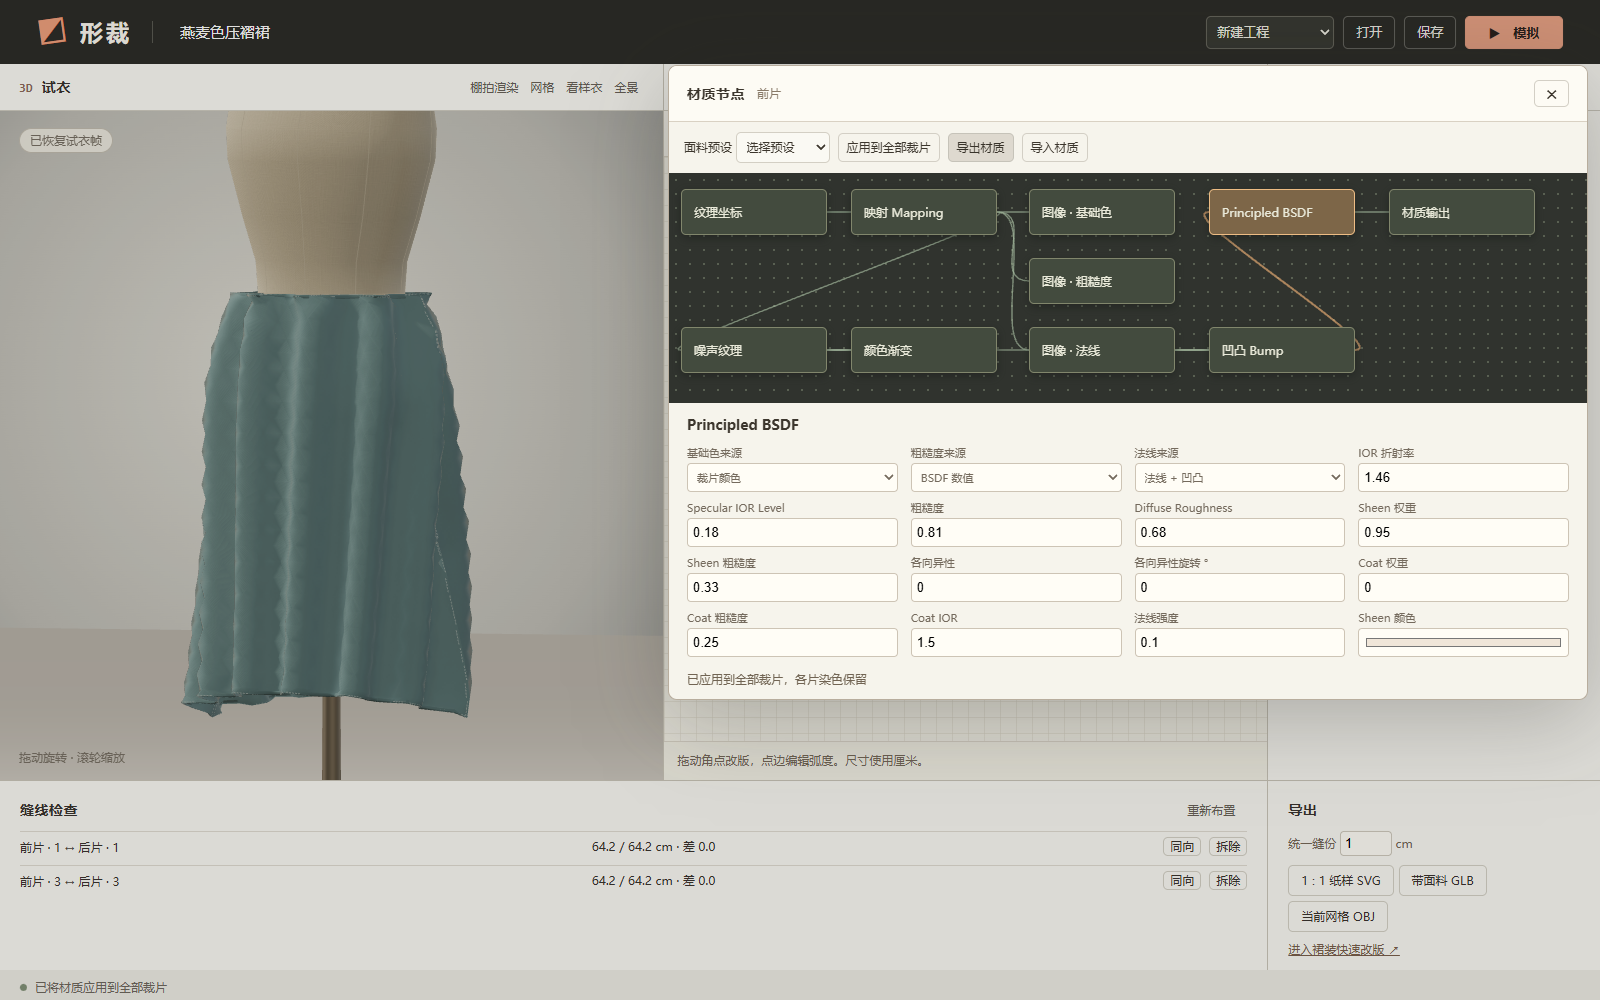 形裁
燕麦色压褶裙
新建工程
打开
保存
模拟
3D 试衣
棚拍渲染 网格 看样衣 全景
已恢复试衣帧
拖动旋转 · 滚轮缩放
材质节点 前片
×
面料预设 选择预设 应用到全部裁片 导出材质 导入材质
纹理坐标 映射 Mapping 图像 · 基础色 Principled BSDF 材质输出
图像 · 粗糙度
噪声纹理 颜色渐变 图像 · 法线 凹凸 Bump
Principled BSDF
基础色来源 粗糙度来源 法线来源 IOR 折射率
裁片颜色 BSDF 数值 法线 + 凹凸 1.46
Specular IOR Level 粗糙度 Diffuse Roughness Sheen 权重
0.18 0.81 0.68 0.95
Sheen 粗糙度 各向异性 各向异性旋转 ° Coat 权重
0.33 0 0 0
Coat 粗糙度 Coat IOR 法线强度 Sheen 颜色
0.25 1.5 0.1
已应用到全部裁片，各片染色保留
拖动角点改版，点边编辑弧度。尺寸使用厘米。
缝线检查 重新布置
前片 · 1 ↔ 后片 · 1 64.2 / 64.2 cm · 差 0.0 同向 拆除
前片 · 3 ↔ 后片 · 3 64.2 / 64.2 cm · 差 0.0 同向 拆除
导出
统一缝份 1 cm
1 : 1 纸样 SVG 带面料 GLB
当前网格 OBJ
进入裙装快速改版 ↗
已将材质应用到全部裁片